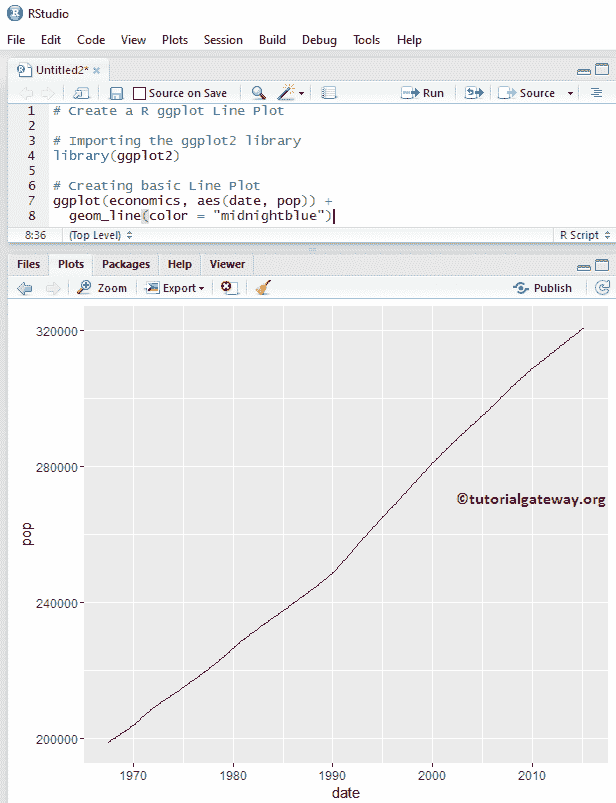 RStudio
File Edit Code View Plots Session Build Debug Tools Help
Untitled2*
Source on Save Run Source
1 # Create a R ggplot Line Plot
2
3 # Importing the ggplot2 library
4 library(ggplot2)
5
6 # Creating basic Line Plot
7 ggplot(economics, aes(date, pop)) +
8 geom_line(color = "midnightblue")
8:36 (Top Level) R Script
Files Plots Packages Help Viewer
Zoom Export Publish
320000
280000
©tutorialgateway.org
pop
240000
200000
1970 1980 1990 2000 2010
date